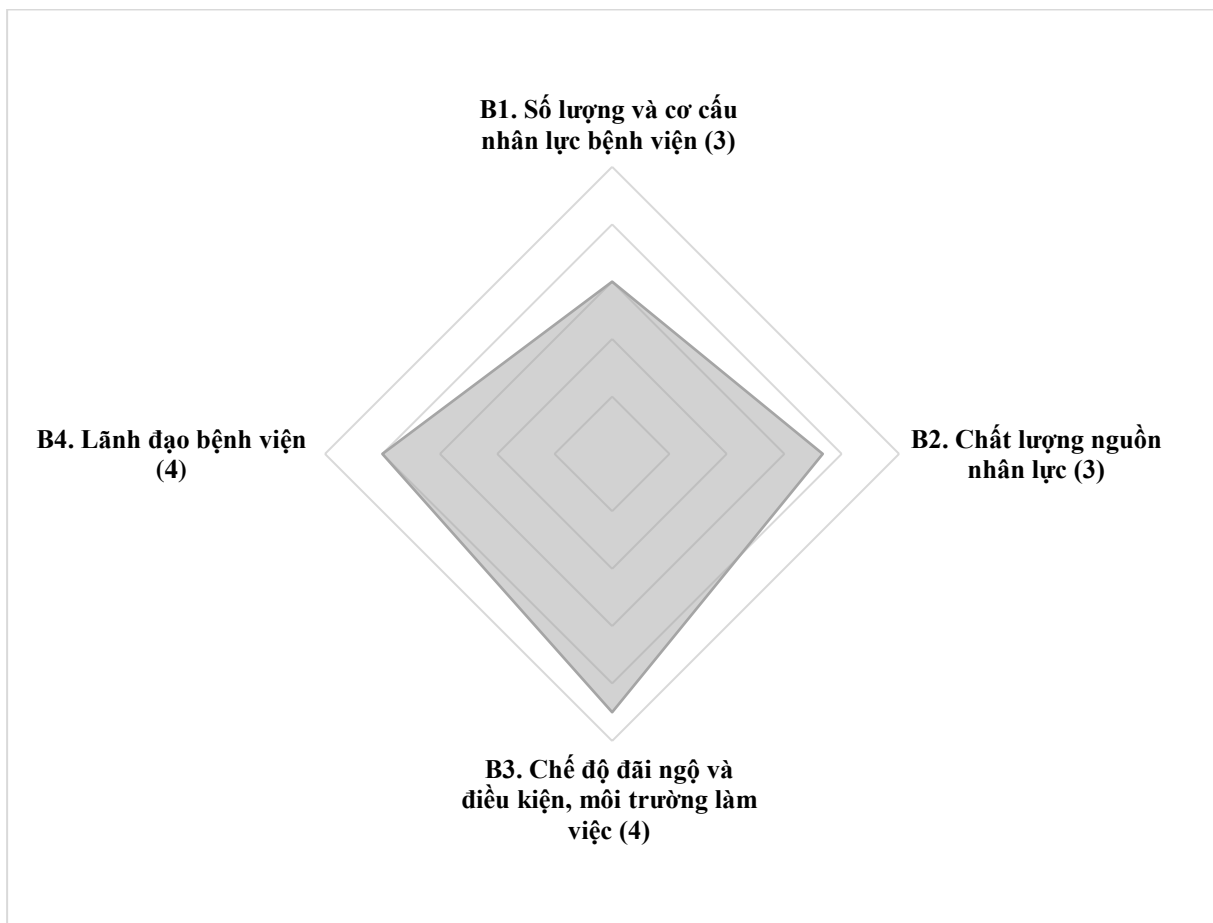 B1. Số lượng và cơ cấu
nhân lực bệnh viện (3)
B4. Lãnh đạo bệnh viện
(4)
B2. Chất lượng nguồn
nhân lực (3)
B3. Chế độ đãi ngộ và
điều kiện, môi trường làm
việc (4)